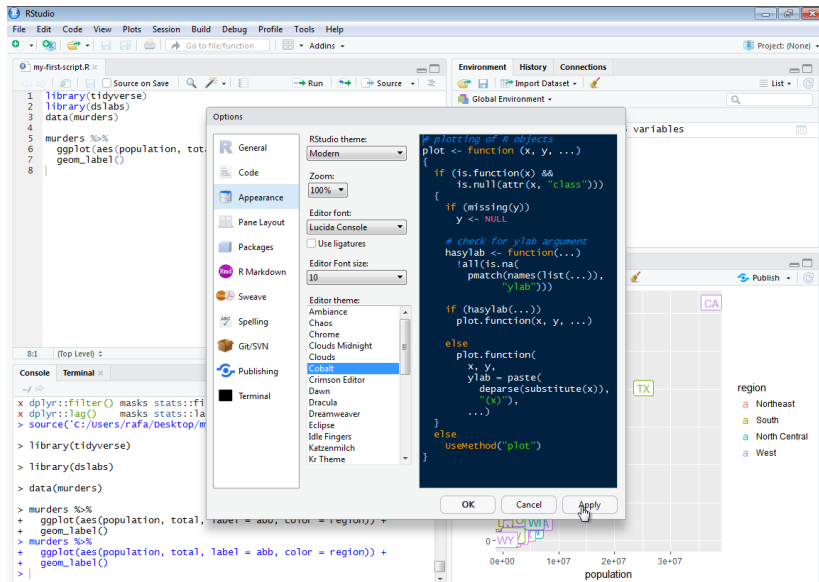 RStudio
File Edit Code View Plots Session Build Debug Profile Tools Help
Go to file/function
Addins
Project: (None)
my-first-script.R
Source on Save
Run
Source
1 library(tidyverse)
2 library(dslabs)
3 data(murders)
4
5 murders %>%
6 ggplot(aes(population, tota
7 geom_label()
8
8:1 (Top Level)
Console Terminal
~/
x dplyr::filter() masks stats::fi
x dplyr::lag() masks stats::la
> source('C:/Users/rafa/Desktop/m
> library(tidyverse)
> library(dslabs)
> data(murders)
> murders %>%
+ ggplot(aes(population, total, label = abb, color = region)) +
+ geom_label()
> murders %>%
+ ggplot(aes(population, total, label = abb, color = region)) +
+ geom_label()
>
Options
General
Code
Appearance
Pane Layout
Packages
Rmd R Markdown
Sweave
ABC Spelling
Git/SVN
Publishing
Terminal
RStudio theme:
Modern
Zoom:
100%
Editor font:
Lucida Console
Use ligatures
Editor Font size:
10
Editor theme:
Ambiance
Chaos
Chrome
Clouds Midnight
Clouds
Cobalt
Crimson Editor
Dawn
Dracula
Dreamweaver
Eclipse
Idle Fingers
Katzenmilch
Kr Theme
# plotting of R objects
plot <- function (x, y, ...)
{
if (is.function(x) &&
is.null(attr(x, "class")))
{
if (missing(y))
y <- NULL
# check for ylab argument
hasylab <- function(...)
!all(is.na(
pmatch(names(list(...)),
"ylab")))
if (hasylab(...))
plot.function(x, y, ...)
else
plot.function(
x, y,
ylab = paste(
deparse(substitute(x)),
"(x)"),
...)
}
else
UseMethod("plot")
}
OK Cancel Apply
Environment History Connections
Import Dataset
List
Global Environment
variables
Publish
CA
TX
WY
0
0e+00 1e+07 2e+07 3e+07
population
region
a Northeast
a South
a North Central
a West